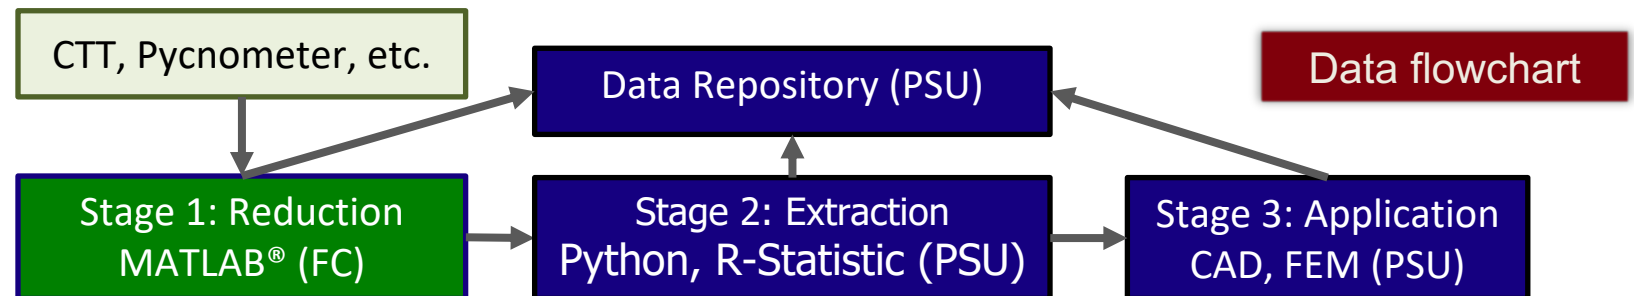 CTT, Pycnometer, etc.
Data Repository (PSU)
Data flowchart
Stage 1: Reduction
MATLAB® (FC)
Stage 2: Extraction
Python, R-Statistic (PSU)
Stage 3: Application
CAD, FEM (PSU)